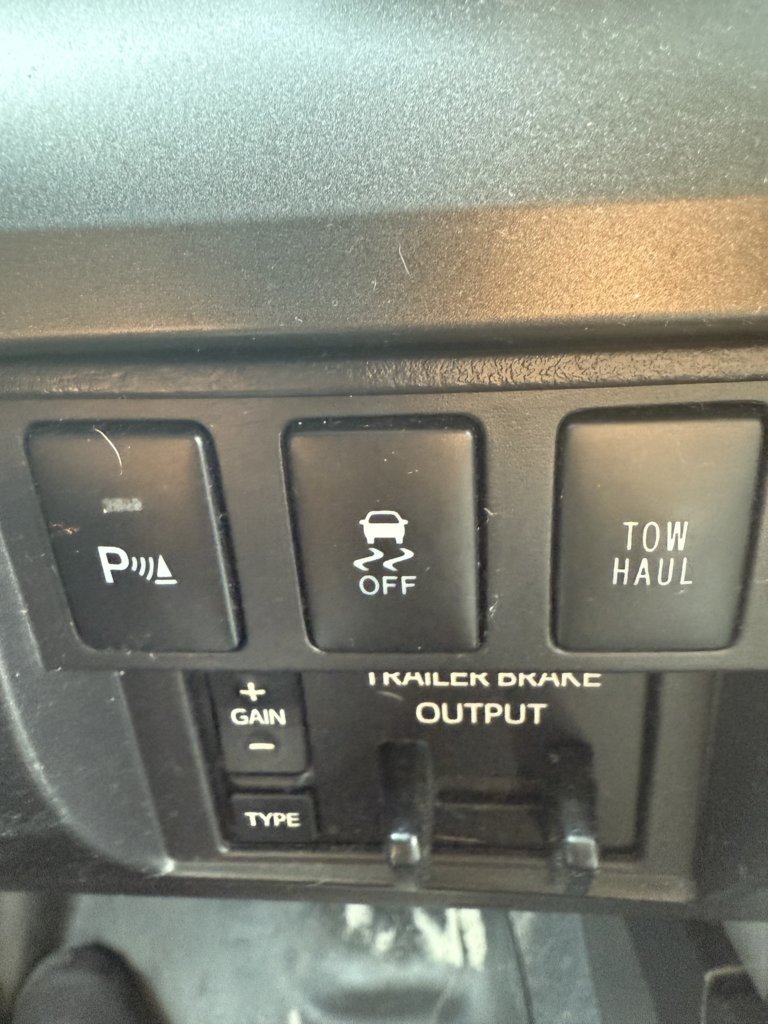 P
OFF
TOW
HAUL
TRAILER BRAKE
OUTPUT
+
GAIN
−
TYPE